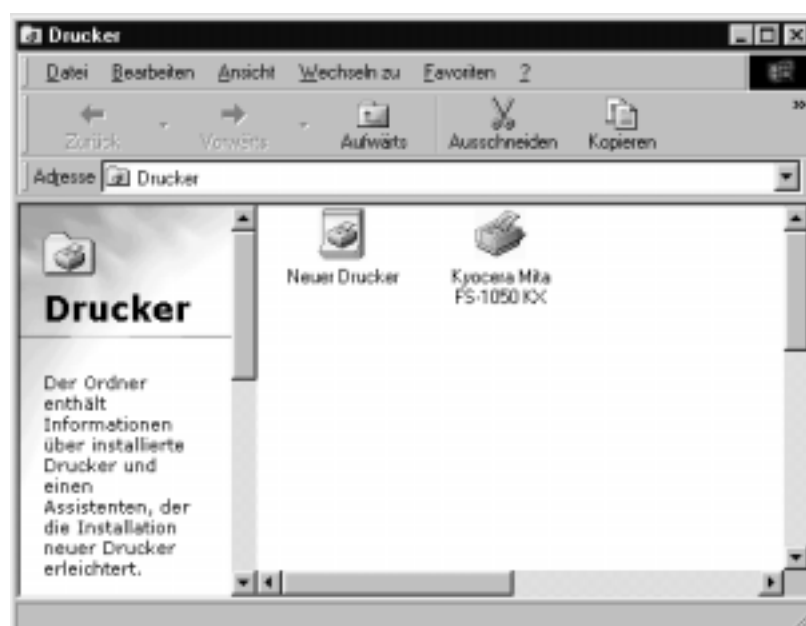 Drucker
Datei Bearbeiten Ansicht Wechseln zu Favoriten ?
Zurück Vorwärts Aufwärts Ausschneiden Kopieren »
Adresse Drucker
Neuer Drucker
Kyocera Mita
FS-1050 KX
Drucker
Der Ordner
enthält
Informationen
über installierte
Drucker und
einen
Assistenten, der
die Installation
neuer Drucker
erleichtert.